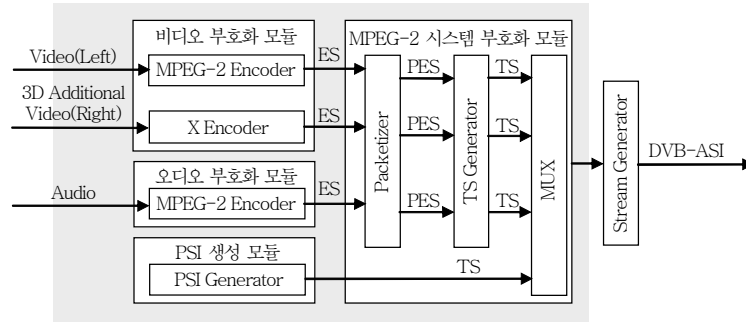 비디오 부호화 모듈
MPEG-2 시스템 부호화 모듈
Video(Left)
MPEG-2 Encoder
ES
PES
TS
3D Additional
Video(Right)
X Encoder
ES
PES
TS
Packetizer
TS Generator
MUX
Stream Generator
DVB-ASI
오디오 부호화 모듈
Audio
MPEG-2 Encoder
ES
PES
TS
PSI 생성 모듈
PSI Generator
TS